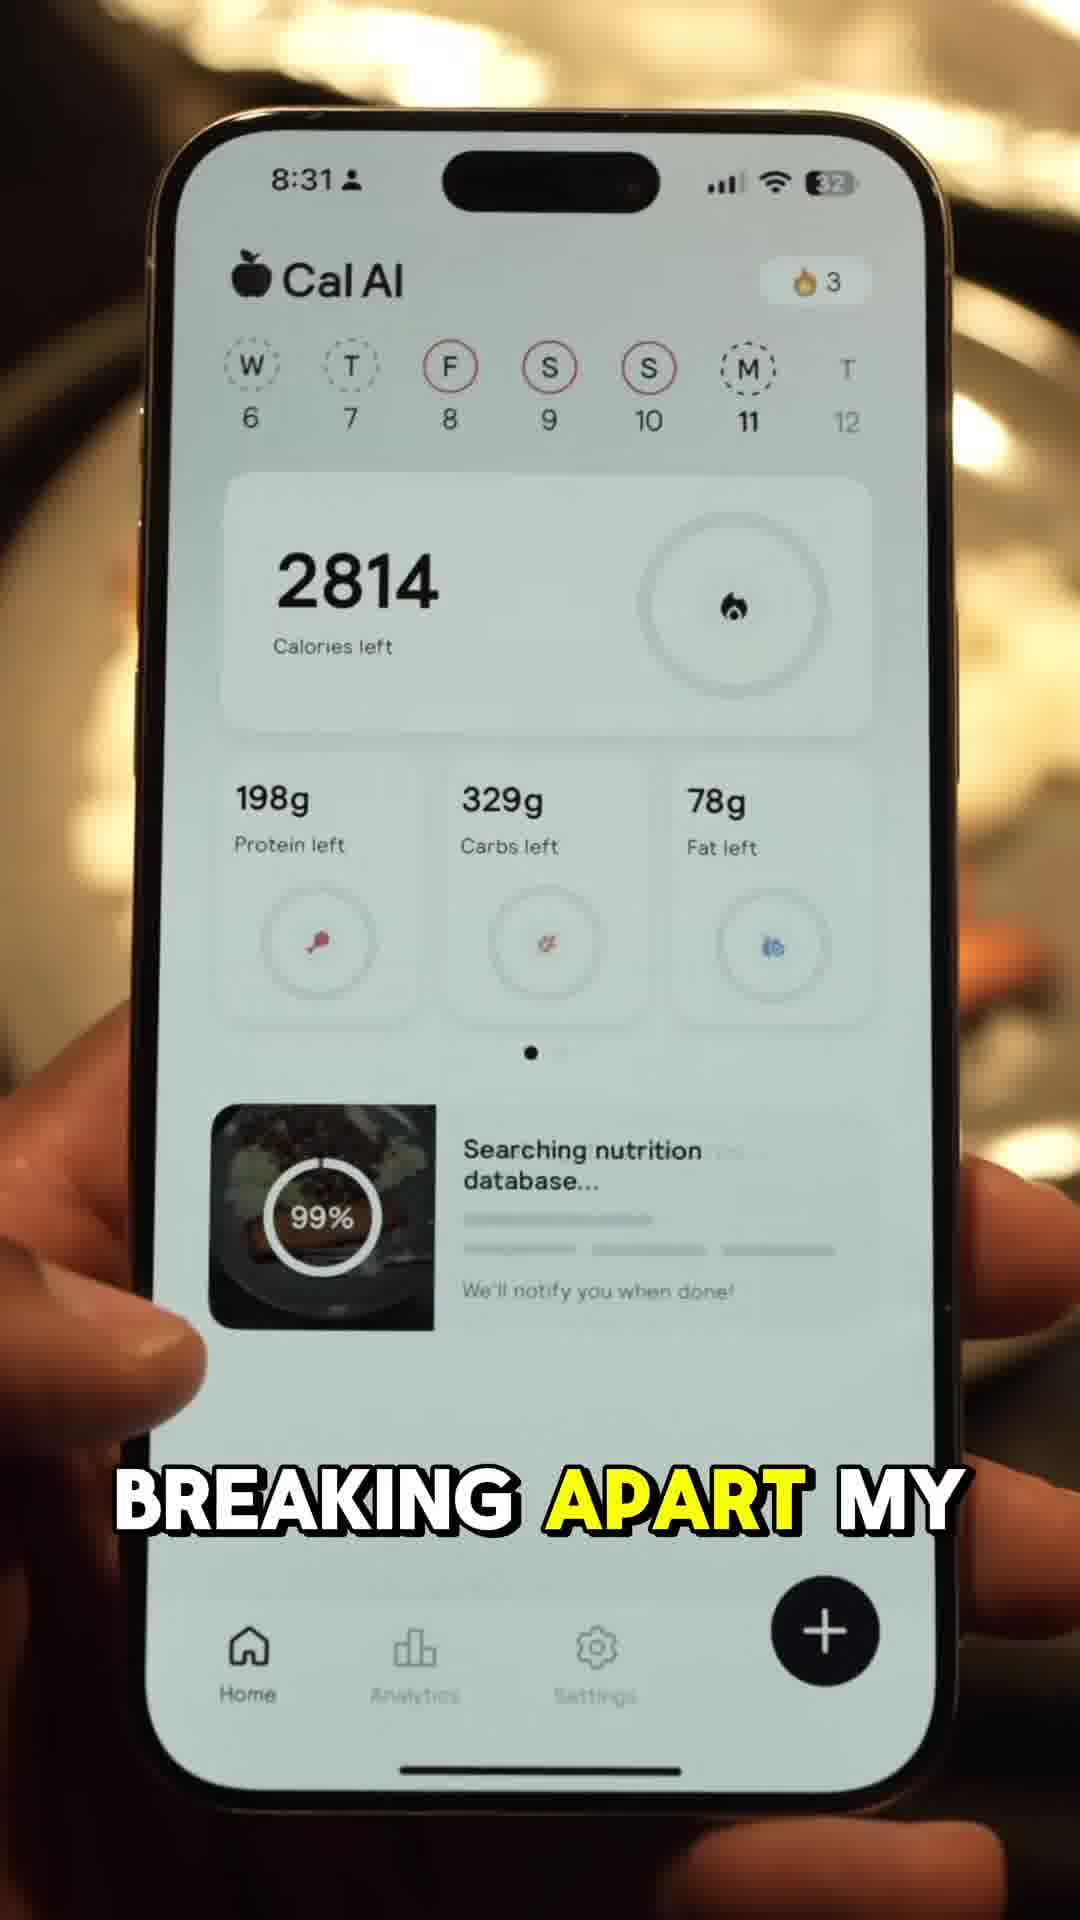 8:31
32
Cal AI
3
W T F S S M T
6 7 8 9 10 11 12
2814
Calories left
198g
Protein left
329g
Carbs left
78g
Fat left
99%
Searching nutrition
database...
We'll notify you when done!
BREAKING APART MY
Home
Analytics
Settings